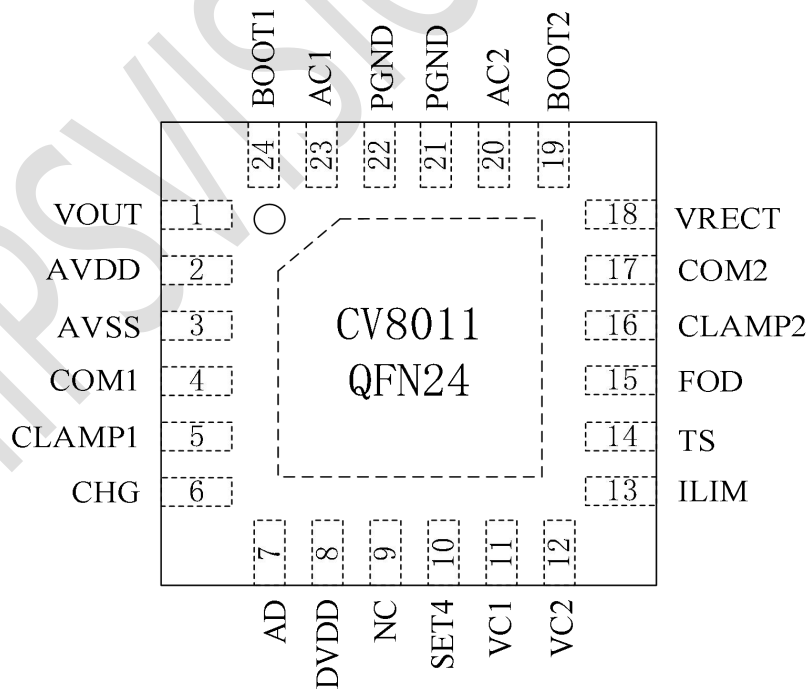 BOOT1 AC1 PGND PGND AC2 BOOT2
24 23 22 21 20 19
VOUT 1 18 VRECT
AVDD 2 17 COM2
AVSS 3 16 CLAMP2
COM1 4 15 FOD
CLAMP1 5 14 TS
CHG 6 13 ILIM
CV8011
QFN24
7 8 9 10 11 12
AD DVDD NC SET4 VC1 VC2